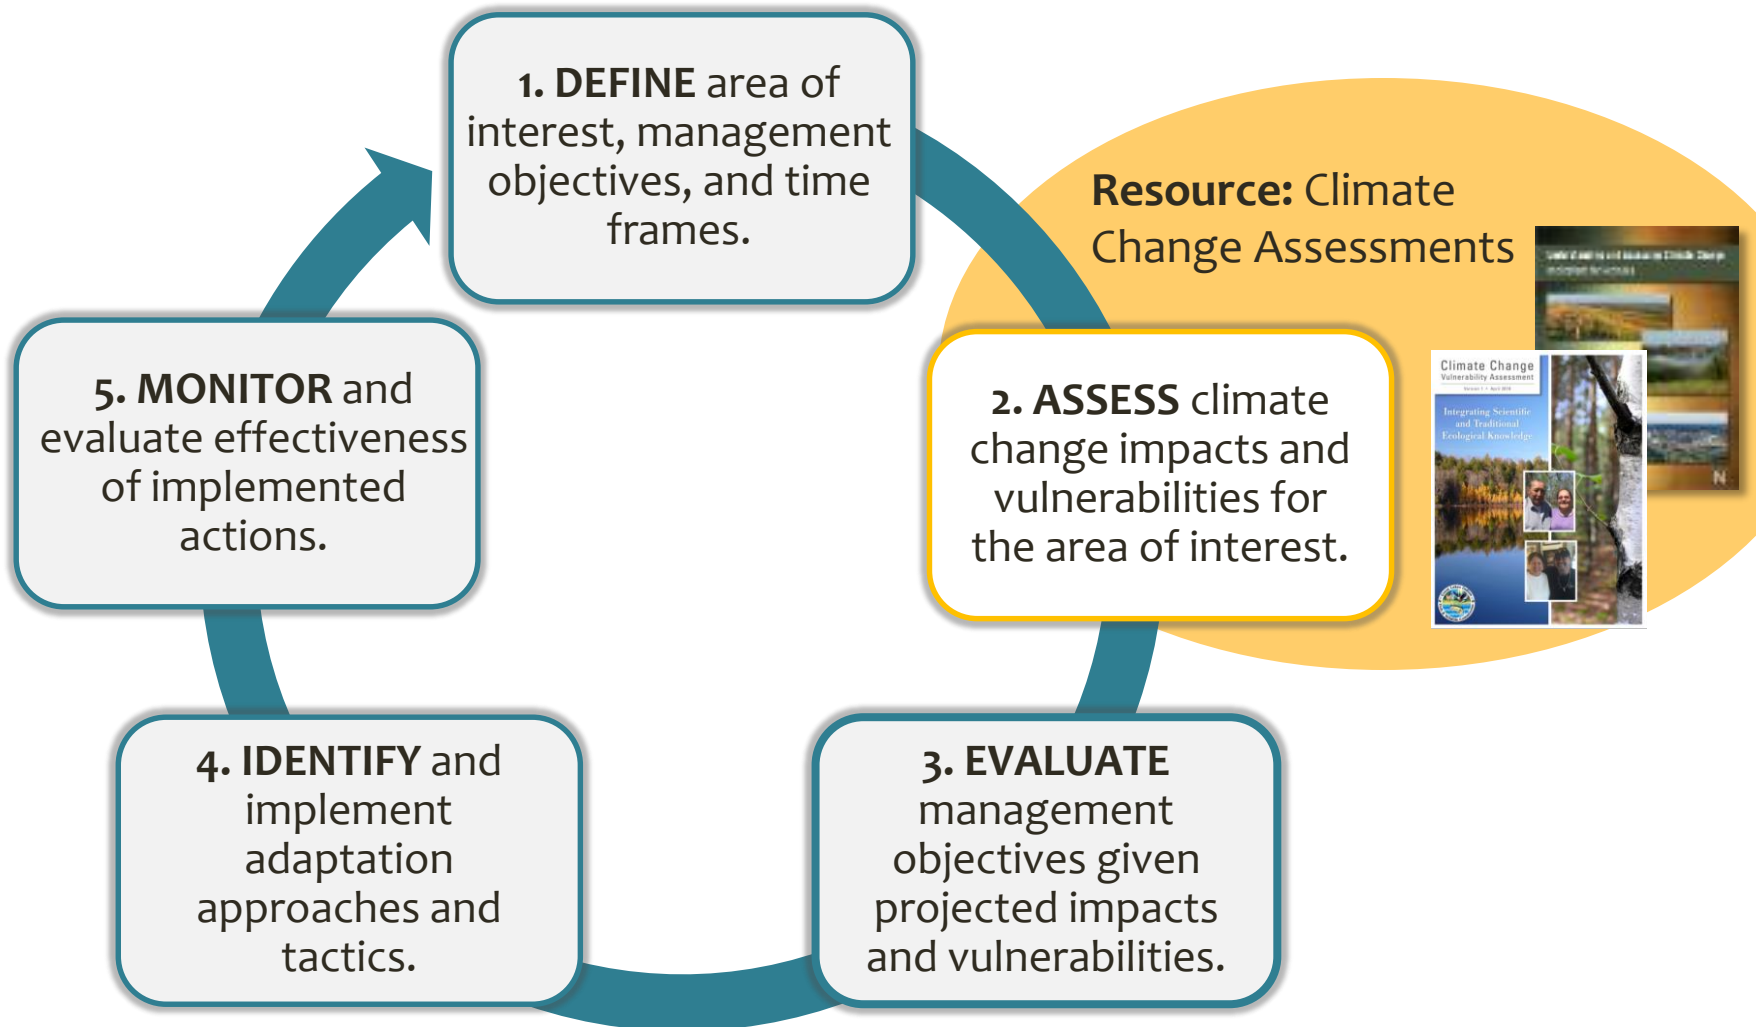 1. DEFINE area of
interest, management
objectives, and time
frames.
Resource: Climate
Change Assessments
2. ASSESS climate
change impacts and
vulnerabilities for
the area of interest.
Climate Change
Vulnerability Assessment
Integrating Scientific
and Traditional
Ecological Knowledge
N
3. EVALUATE
management
objectives given
projected impacts
and vulnerabilities.
4. IDENTIFY and
implement
adaptation
approaches and
tactics.
5. MONITOR and
evaluate effectiveness
of implemented
actions.